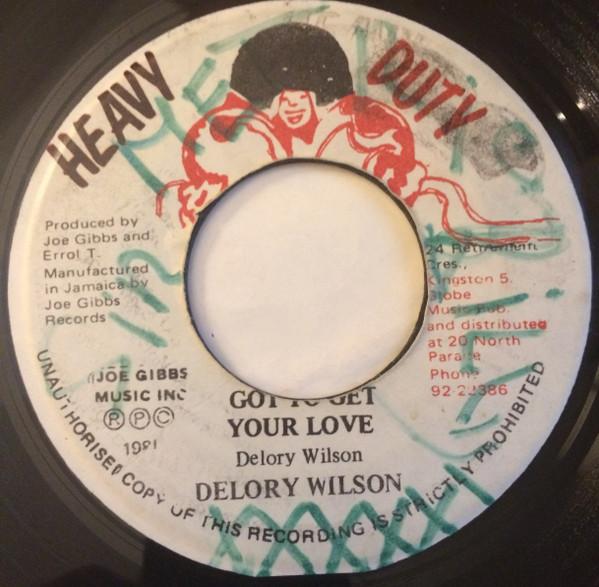 HEAVY DUTY
Produced by
Joe Gibbs and
Errol T.
Manufactured
in Jamaica by
Joe Gibbs
Records
24 Retirement
Cres.,
Kingston 5.
Globe
Music Pub.
and distributed
at 20 North
Parade
Phone
92-22386
JOE GIBBS
MUSIC INC
Ⓡ Ⓟ Ⓒ
1981
GOT TO GET
YOUR LOVE
Delory Wilson
DELORY WILSON
UNAUTHORISED COPY OF THIS RECORDING IS STRICTLY PROHIBITED